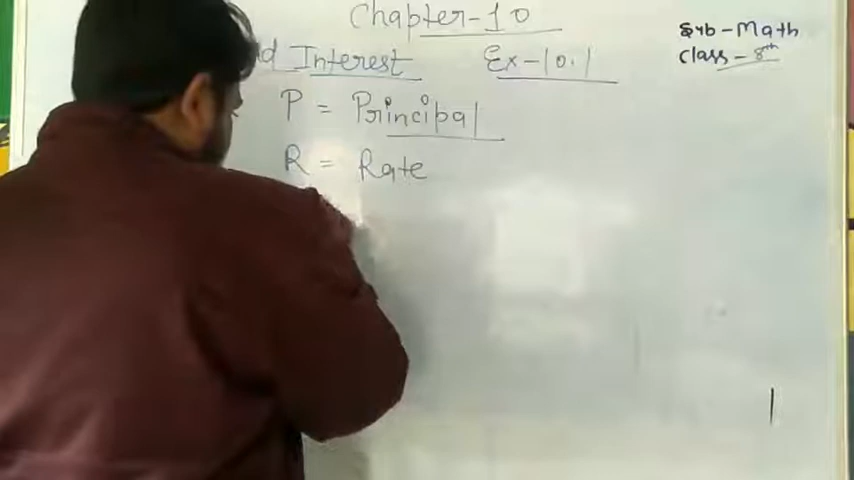 Chapter-10
Sub-Math
Class-8th
Interest Ex-10.1
P = Principal
R = Rate